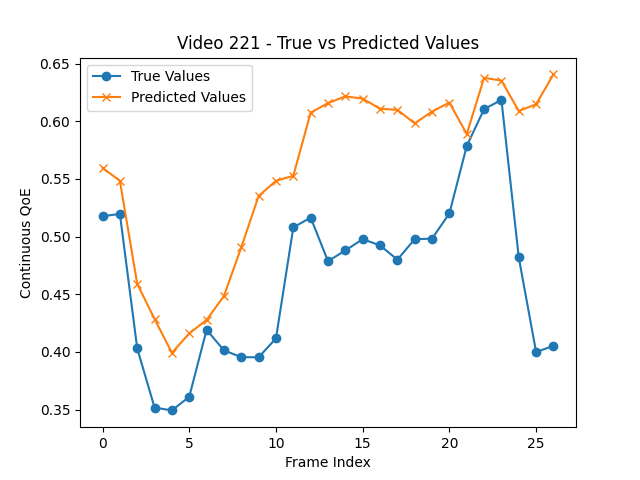 Video 221 - True vs Predicted Values
True Values
Predicted Values
Continuous QoE
0.65
0.60
0.55
0.50
0.45
0.40
0.35
0
5
10
15
20
25
Frame Index